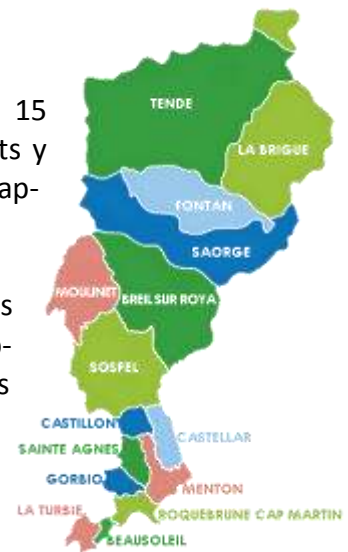 15
ts y
ap-
s
o-
s
TENDE
LA BRIGUE
FONTAN
SAORGE
MOULINET
BREIL SUR ROYA
SOSPEL
CASTILLON
CASTELLAR
SAINTE AGNES
GORBIO
MENTON
LA TURBIE
ROQUEBRUNE CAP MARTIN
BEAUSOLEIL